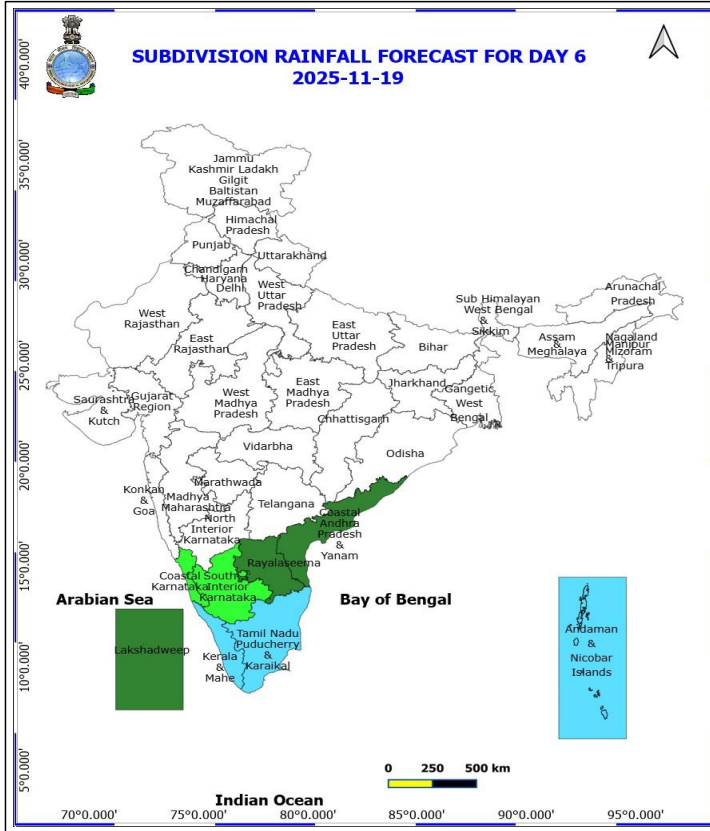 SUBDIVISION RAINFALL FORECAST FOR DAY 6
2025-11-19
40°0.000'
35°0.000'
30°0.000'
25°0.000'
20°0.000'
15°0.000'
10°0.000'
5°0.000'
Jammu
Kashmir Ladakh
Gilgit
Baltistan
Muzaffarabad
Himachal
Pradesh
Punjab
Uttarakhand
Chandigarh
Haryana
Delhi
West
Uttar
Pradesh
Arunachal
Pradesh
West
Rajasthan
East
Rajasthan
East
Uttar
Pradesh
Bihar
Sub Himalayan
West Bengal
&
Sikkim
Assam
&
Meghalaya
Nagaland
Manipur
Mizoram
&
Tripura
Saurashtra
&
Kutch
Gujarat
Region
West
Madhya
Pradesh
East
Madhya
Pradesh
Jharkhand
Gangetic
West
Bengal
Chhattisgarh
Odisha
Vidarbha
Konkan
&
Goa
Madhya
Maharashtra
Marathwada
Telangana
North
Interior
Karnataka
Coastal
Andhra
Pradesh
&
Yanam
Rayalaseema
Coastal
Karnataka
South
Interior
Karnataka
Arabian Sea
Bay of Bengal
Lakshadweep
Kerala
&
Mahe
Tamil Nadu
Puducherry
&
Karaikal
Andaman
&
Nicobar
Islands
0 250 500 km
Indian Ocean
70°0.000' 75°0.000' 80°0.000' 85°0.000' 90°0.000' 95°0.000'